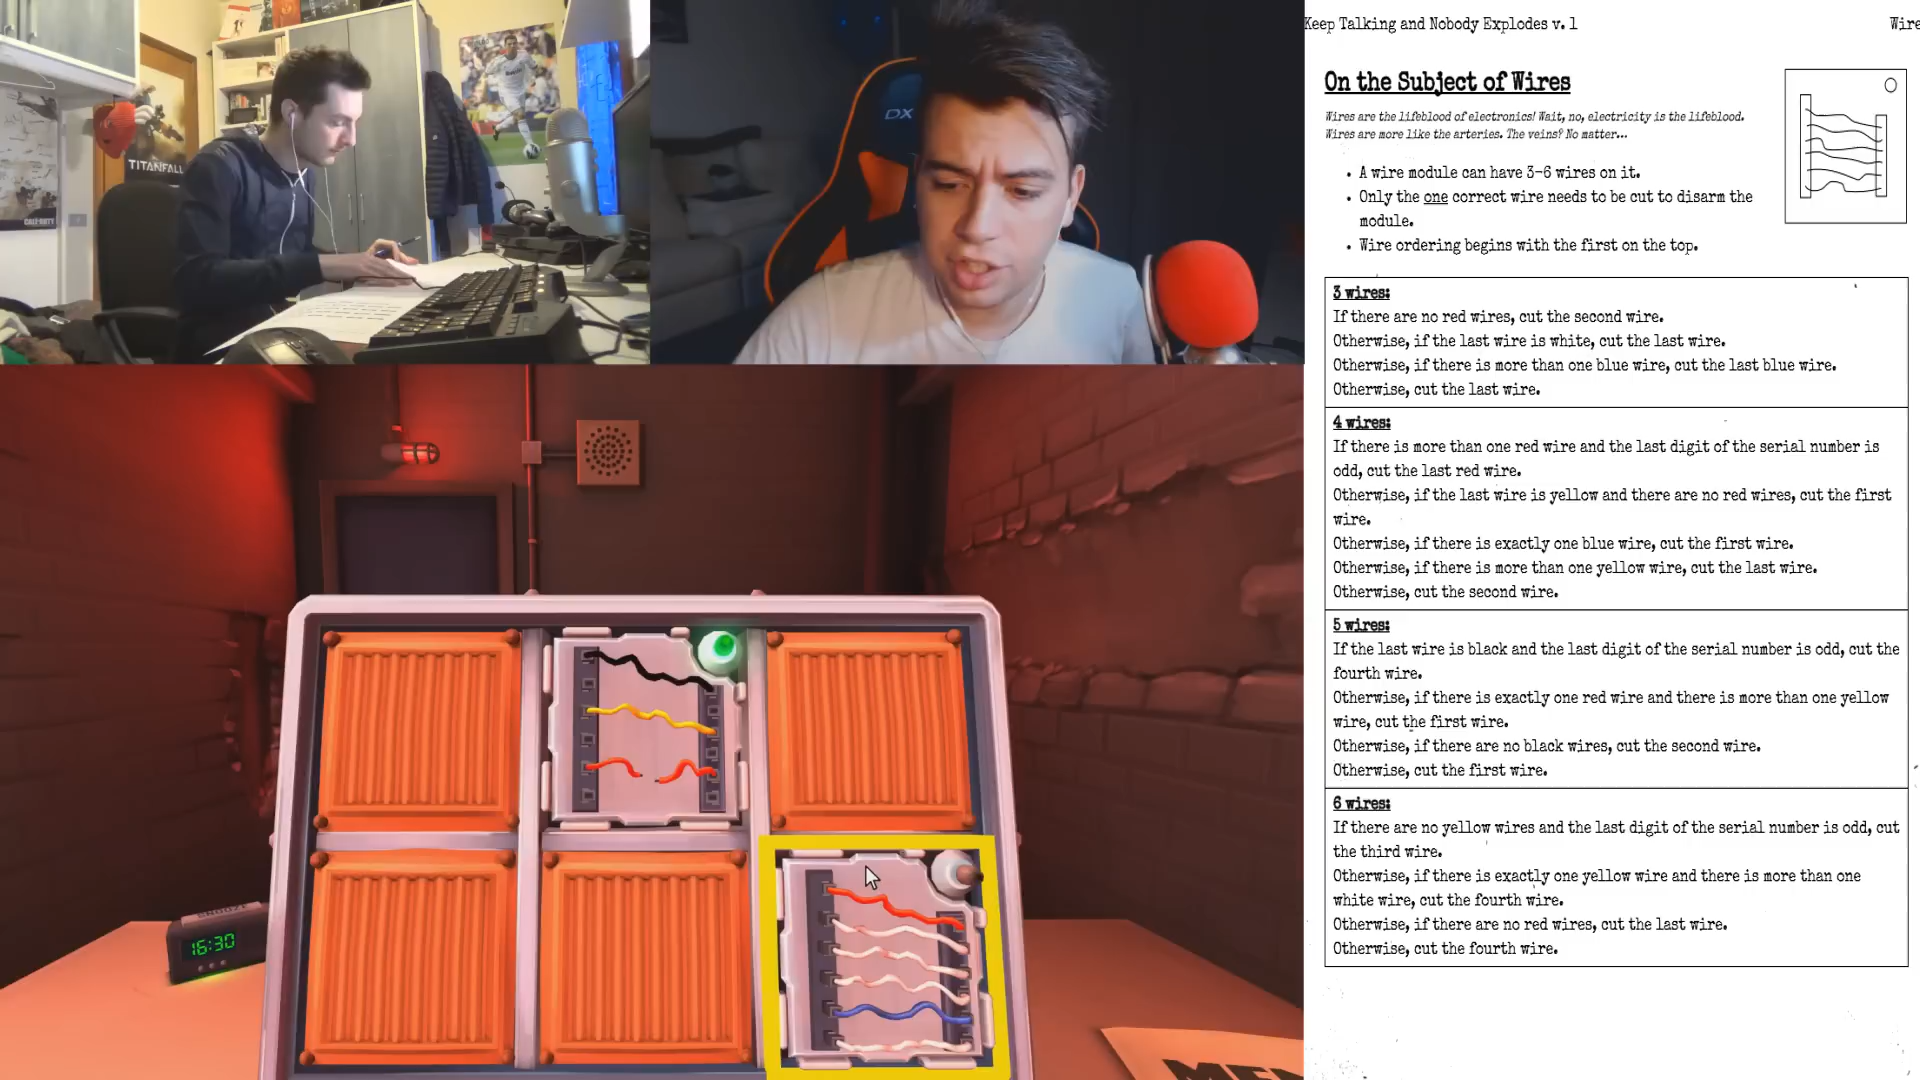 TITANFALL
CALL·DUTY
DX
Keep Talking and Nobody Explodes v. 1
Wire
On the Subject of Wires
Wires are the lifeblood of electronics! Wait, no, electricity is the lifeblood.
Wires are more like the arteries. The veins? No matter…
• A wire module can have 3-6 wires on it.
• Only the one correct wire needs to be cut to disarm the
module.
• Wire ordering begins with the first on the top.
3 wires:
If there are no red wires, cut the second wire.
Otherwise, if the last wire is white, cut the last wire.
Otherwise, if there is more than one blue wire, cut the last blue wire.
Otherwise, cut the last wire.
4 wires:
If there is more than one red wire and the last digit of the serial number is
odd, cut the last red wire.
Otherwise, if the last wire is yellow and there are no red wires, cut the first
wire.
Otherwise, if there is exactly one blue wire, cut the first wire.
Otherwise, if there is more than one yellow wire, cut the last wire.
Otherwise, cut the second wire.
5 wires:
If the last wire is black and the last digit of the serial number is odd, cut the
fourth wire.
Otherwise, if there is exactly one red wire and there is more than one yellow
wire, cut the first wire.
Otherwise, if there are no black wires, cut the second wire.
Otherwise, cut the first wire.
6 wires:
If there are no yellow wires and the last digit of the serial number is odd, cut
the third wire.
Otherwise, if there is exactly one yellow wire and there is more than one
white wire, cut the fourth wire.
Otherwise, if there are no red wires, cut the last wire.
Otherwise, cut the fourth wire.
SNOOZE
16:30